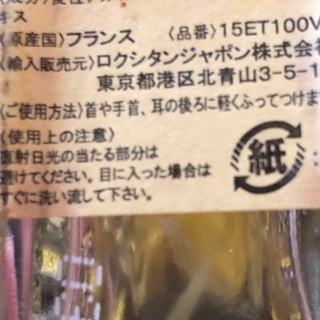 キス
〈原産国〉フランス 〈品番〉15ET100V
〈輸入販売元〉ロクシタンジャポン株式会
東京都港区北青山3-5-1
〈ご使用方法〉首や手首、耳の後ろに軽くふってつけま
〈使用上の注意〉
直射日光の当たる部分は
避けてください。目に入った場合は
すぐに洗い流して下さい。
紙